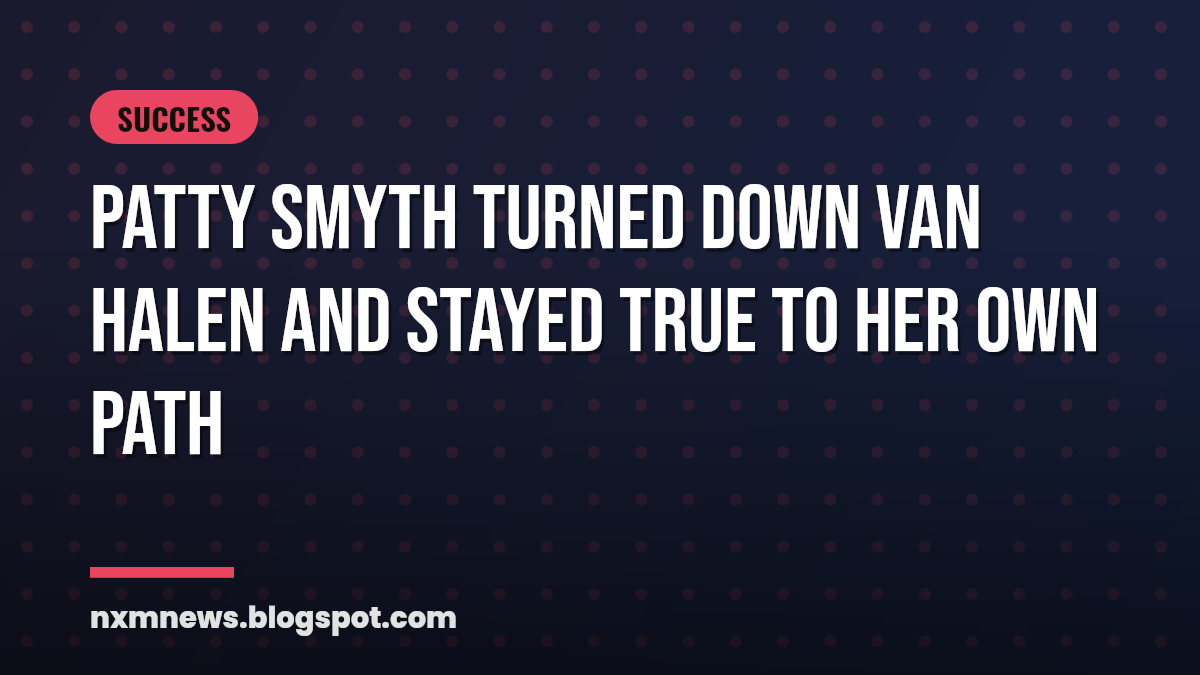 SUCCESS
PATTY SMYTH TURNED DOWN VAN
HALEN AND STAYED TRUE TO HER OWN
PATH
nxmnews.blogspot.com